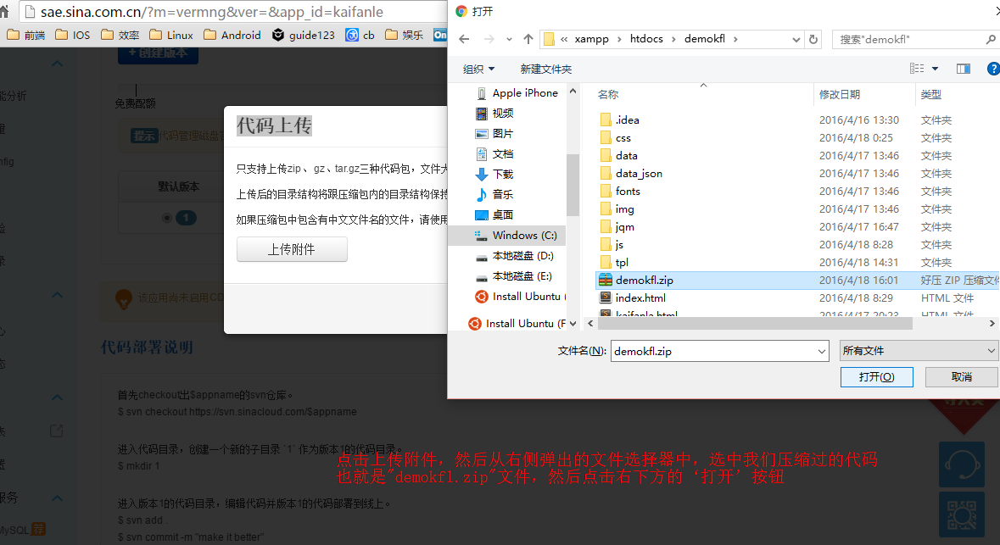 sae.sina.com.cn/?m=vermng&ver=&app_id=kaifanle
前端 IOS 效率 Linux Android guide123 cb 娱乐 On
+ 创建版本
能分析
免费配额
提示 代码管理磁盘
nfig
默认版本
1
代码上传
只支持上传zip 、gz 、tar.gz三种代码包，文件大
上传后的目录结构将跟压缩包内的目录结构保持
如果压缩包中包含有中文文件名的文件，请使用
上传附件
该应用尚未启用CD
代码部署说明
首先checkout出$appname的svn仓库。
$ svn checkout https://svn.sinacloud.com/$appname
进入代码目录，创建一个新的子目录 `1` 作为版本1的代码目录。
$ mkdir 1
进入版本1的代码目录，编辑代码并版本1的代码部署到线上。
$ svn add .
$ svn commit -m "make it better"
服务
MySQL 荐
打开
« xampp › htdocs › demokfl ›
搜索"demokfl"
组织 新建文件夹
Apple iPhone
视频
图片
文档
下载
音乐
桌面
Windows (C:)
本地磁盘 (D:)
本地磁盘 (E:)
Install Ubuntu (
Install Ubuntu (F
名称 修改日期 类型
.idea 2016/4/16 13:30 文件夹
css 2016/4/18 0:25 文件夹
data 2016/4/17 13:46 文件夹
data_json 2016/4/17 13:46 文件夹
fonts 2016/4/17 13:46 文件夹
img 2016/4/17 13:46 文件夹
jqm 2016/4/17 16:47 文件夹
js 2016/4/18 8:28 文件夹
tpl 2016/4/18 14:31 文件夹
demokfl.zip 2016/4/18 16:01 好压 ZIP 压缩文件
index.html 2016/4/18 8:29 HTML 文件
kaifanla.html 2016/4/17 20:23 HTML 文件
文件名(N): demokfl.zip 所有文件
打开(O) 取消
点击上传附件，然后从右侧弹出的文件选择器中，选中我们压缩过的代码
也就是"demokfl.zip"文件，然后点击右下方的‘打开’按钮